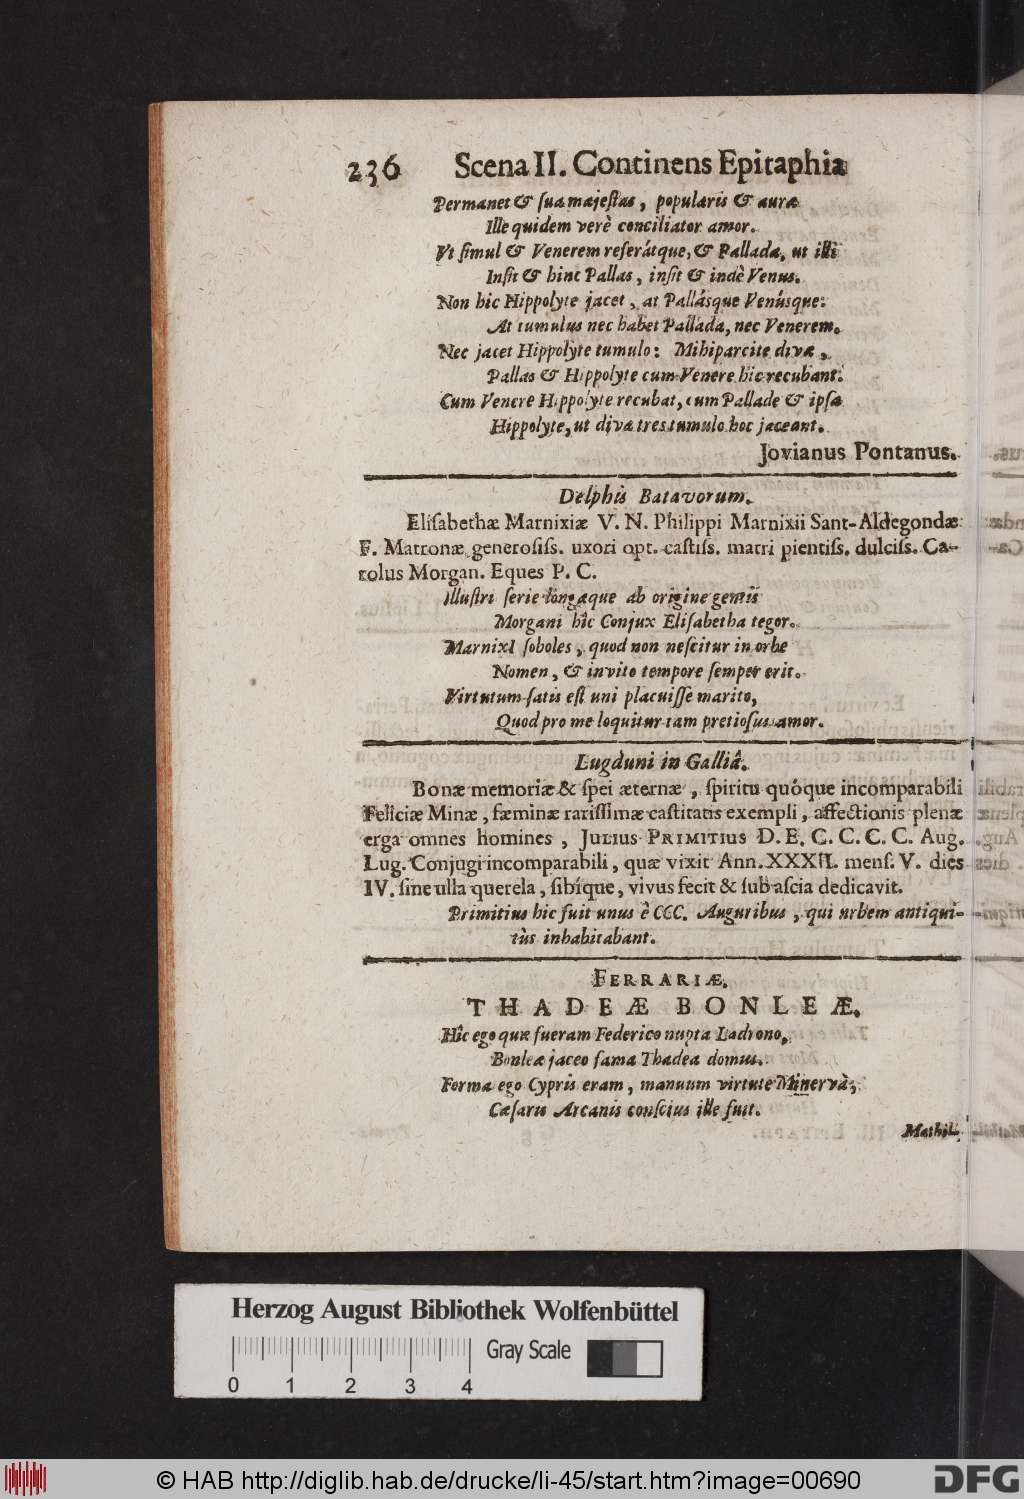 236 Scena II. Continens Epitaphia
Permanet & ſua majeſtas, popularis & auræ
Ille quidem verè conciliator amor.
Vt ſimul & Venerem referátque, & Pallada, ut illi
Inſit & hinc Pallas, inſit & indè Venus.
Non hic Hippolyte jacet, at Pallásque Venúsque:
At tumulus nec habet Pallada, nec Venerem.
Nec jacet Hippolyte tumulo: Mihi parcite divæ,
Pallas & Hippolyte cum Venere hic recubant.
Cum Venere Hippolyte recubat, cum Pallade & ipſa
Hippolyte, ut divæ tres tumulo hoc jaceant.
Jovianus Pontanus.
Delphis Batavorum.
Eliſabethæ Marnixiæ V. N. Philippi Marnixii Sant-Aldegondæ
F. Matronæ generoſiſs. uxori opt. caſtiſs. matri pientiſs. dulciſs. Ca-
rolus Morgan. Eques P. C.
Illuſtri ſerie longaque ab origine gentis
Morgani hîc Conjux Eliſabetha tegor.
Marnixî ſoboles, quod non neſcitur in orbe
Nomen, & invito tempore ſemper erit.
Virtutum ſatis eſt uni placuiſſe marito,
Quod pro me loquitur tam pretioſus amor.
Lugduni in Galliâ.
Bonæ memoriæ & ſpei æternæ, ſpiritu quóque incomparabili
Feliciæ Minæ, fæminæ rariſſimæ caſtitatis exempli, affectionis plenæ
erga omnes homines, Julius Primitius D. E. C. C. C. C. Aug.
Lug. Conjugi incomparabili, quæ vixit Ann. XXXII. menſ. V. dies
IV. ſine ulla querela, ſibíque, vivus fecit & ſub aſcia dedicavit.
Primitius hic fuit unus è CCC. Auguribus, qui urbem antiqui-
tùs inhabitabant.
Ferrariæ.
THADEÆ BONLEÆ.
Hîc ego quæ fueram Federico nupta Ladrono,
Bonleæ jaceo fama Thadea domus.
Forma ego Cypris eram, manuum virtute Minervà;
Cæſaris Arcanis conſcius ille fuit.
Mathil-
Herzog August Bibliothek Wolfenbüttel
Gray Scale
0 1 2 3 4
© HAB http://diglib.hab.de/drucke/li-45/start.htm?image=00690
DFG